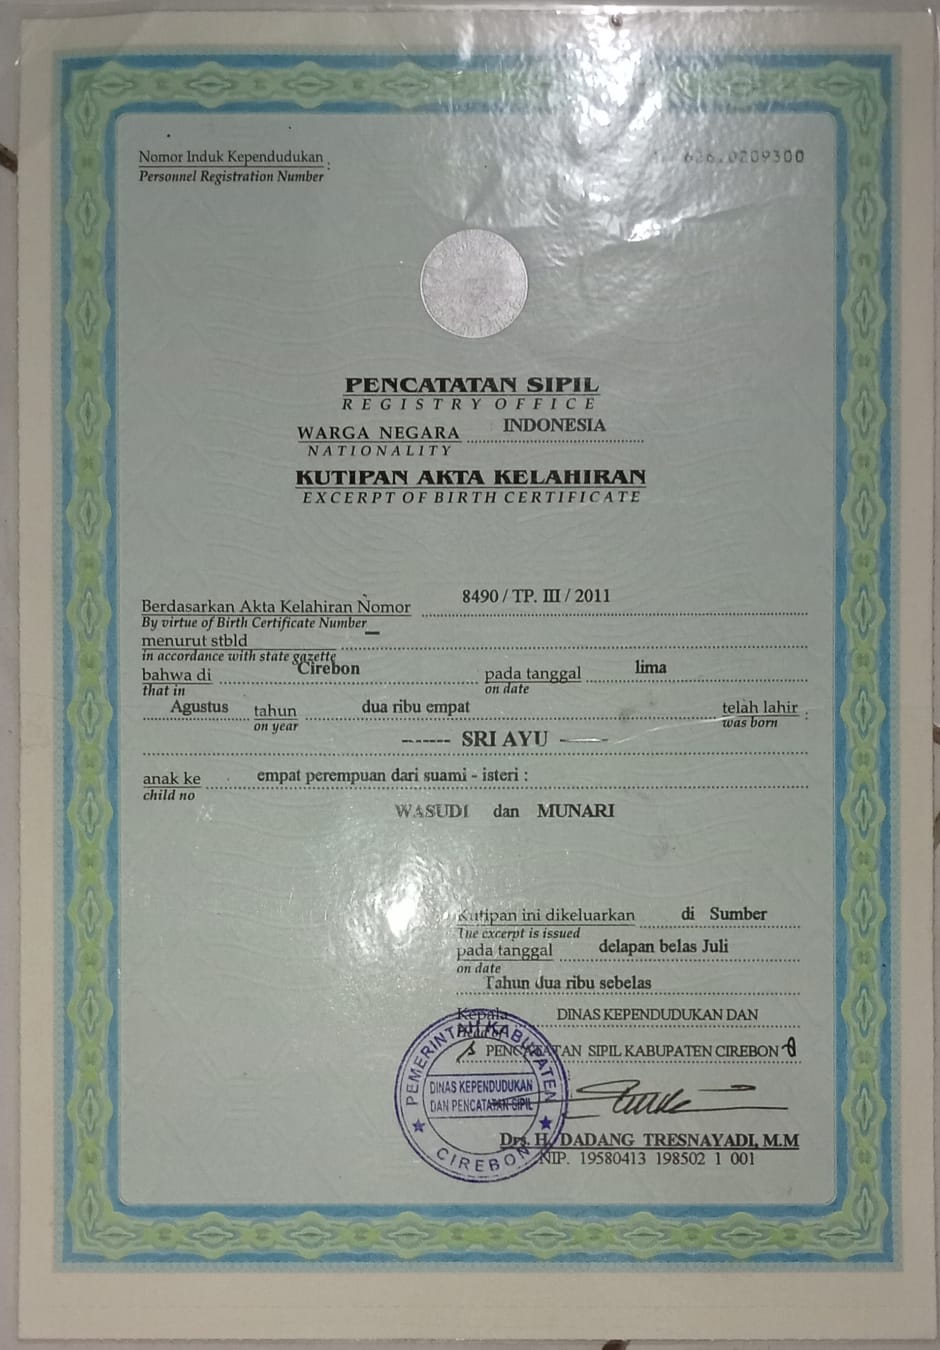 Nomor Induk Kependudukan :
Personnel Registration Number
626.0209300
PENCATATAN SIPIL
REGISTRY OFFICE
WARGA NEGARA INDONESIA
NATIONALITY
KUTIPAN AKTA KELAHIRAN
EXCERPT OF BIRTH CERTIFICATE
Berdasarkan Akta Kelahiran Nomor 8490 / TP. III / 2011
By virtue of Birth Certificate Number
menurut stbld
in accordance with state gazette
bahwa di Cirebon pada tanggal lima
that in on date
Agustus tahun dua ribu empat telah lahir :
on year was born
------ SRI AYU ------
anak ke empat perempuan dari suami - isteri :
child no
WASUDI dan MUNARI
Kutipan ini dikeluarkan di Sumber
The excerpt is issued
pada tanggal delapan belas Juli
on date
Tahun dua ribu sebelas
Kepala DINAS KEPENDUDUKAN DAN
Head of
PENCATATAN SIPIL KABUPATEN CIREBON
PEMERINTAH KABUPATEN
DINAS KEPENDUDUKAN
DAN PENCATATAN SIPIL
CIREBON
Drs. H. DADANG TRESNAYADI, M.M
NIP. 19580413 198502 1 001